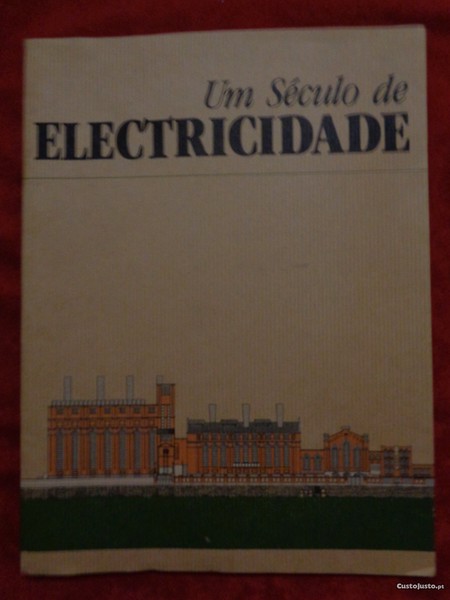 Um Século de
ELECTRICIDADE
CustoJusto.pt